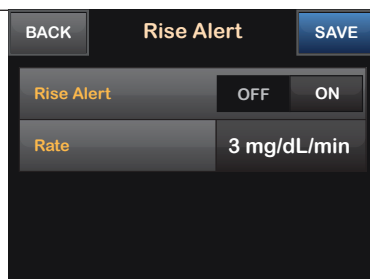 BACK Rise Alert SAVE
Rise Alert OFF ON
Rate 3 mg/dL/min